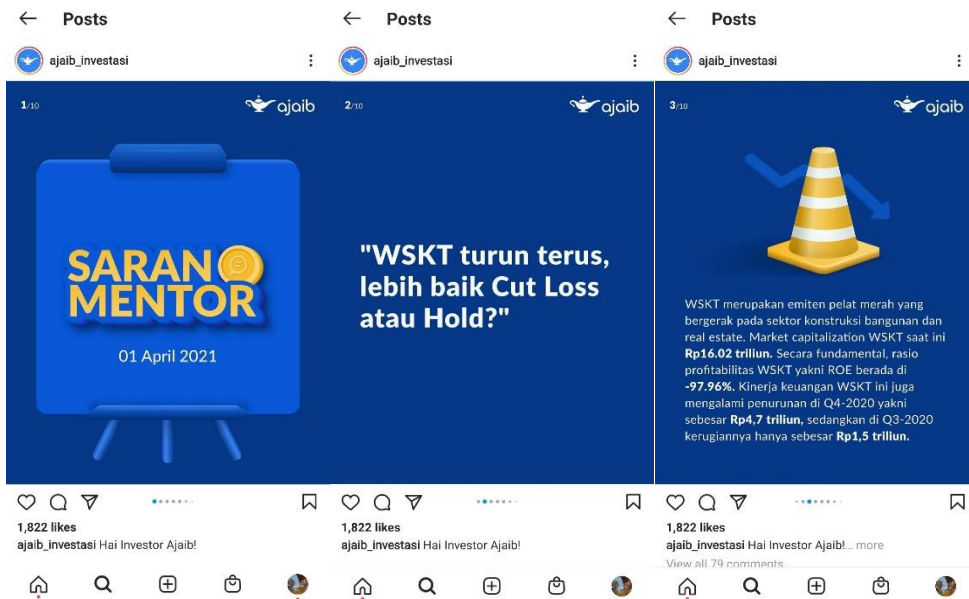 Posts
ajaib_investasi
1/10
ajaib
SARAN
MENTOR
01 April 2021
1,822 likes
ajaib_investasi Hai Investor Ajaib!
Posts
ajaib_investasi
2/10
ajaib
"WSKT turun terus,
lebih baik Cut Loss
atau Hold?"
1,822 likes
ajaib_investasi Hai Investor Ajaib!
Posts
ajaib_investasi
3/10
ajaib
WSKT merupakan emiten pelat merah yang
bergerak pada sektor konstruksi bangunan dan
real estate. Market capitalization WSKT saat ini
Rp16.02 triliun. Secara fundamental, rasio
profitabilitas WSKT yakni ROE berada di
-97.96%. Kinerja keuangan WSKT ini juga
mengalami penurunan di Q4-2020 yakni
sebesar Rp4,7 triliun, sedangkan di Q3-2020
kerugiannya hanya sebesar Rp1,5 triliun.
1,822 likes
ajaib_investasi Hai Investor Ajaib!... more
View all 79 comments